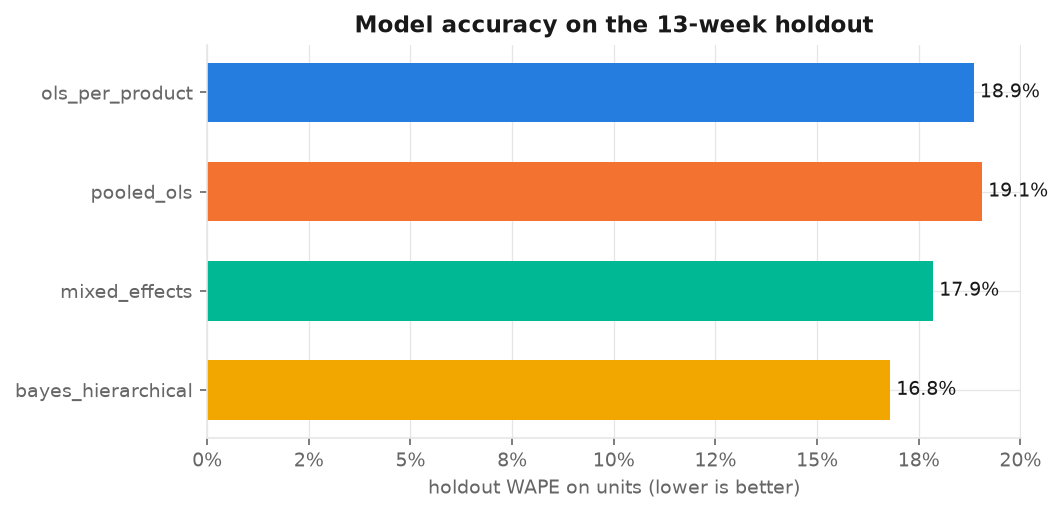 Model accuracy on the 13-week holdout
ols_per_product
18.9%
pooled_ols
19.1%
mixed_effects
17.9%
bayes_hierarchical
16.8%
0% 2% 5% 8% 10% 12% 15% 18% 20%
holdout WAPE on units (lower is better)